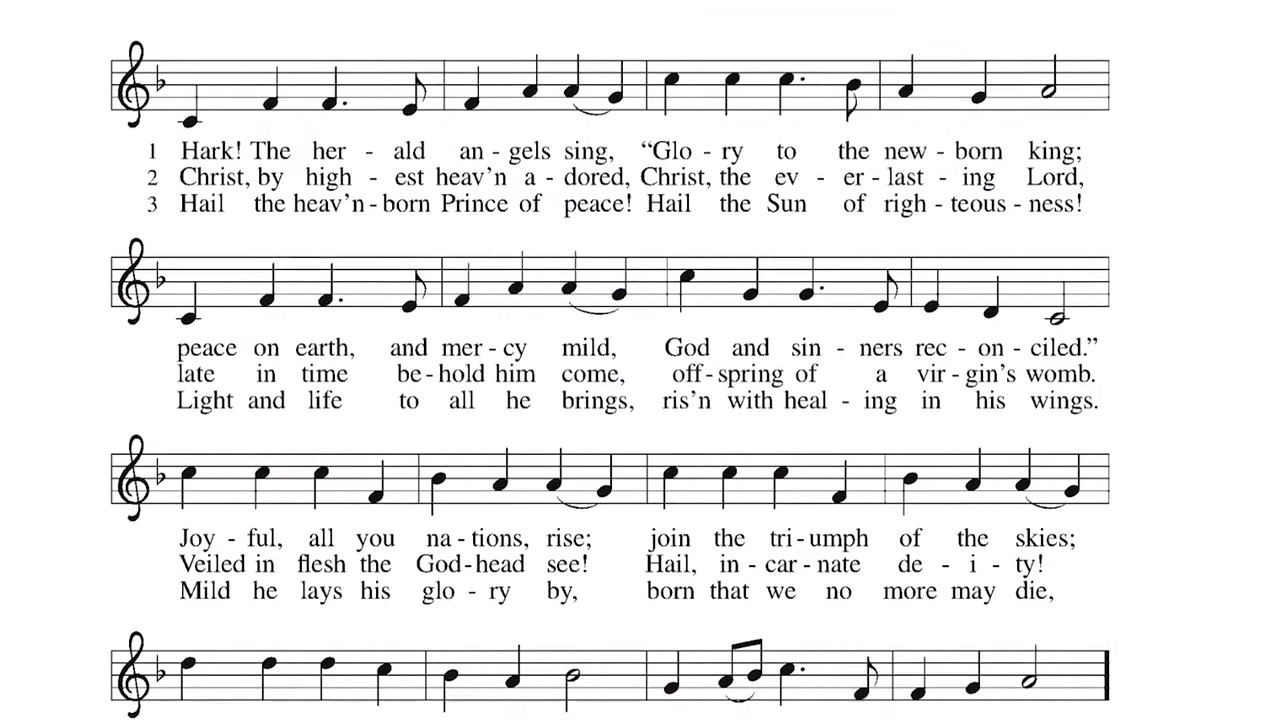 1 Hark! The her - ald an - gels sing, “Glo - ry to the new - born king;
2 Christ, by high - est heav’n a - dored, Christ, the ev - er - last - ing Lord,
3 Hail the heav’n - born Prince of peace! Hail the Sun of righ - teous - ness!
peace on earth, and mer - cy mild, God and sin - ners rec - on - ciled.”
late in time be - hold him come, off - spring of a vir - gin’s womb.
Light and life to all he brings, ris’n with heal - ing in his wings.
Joy - ful, all you na - tions, rise; join the tri - umph of the skies;
Veiled in flesh the God - head see! Hail, in - car - nate de - i - ty!
Mild he lays his glo - ry by, born that we no more may die,